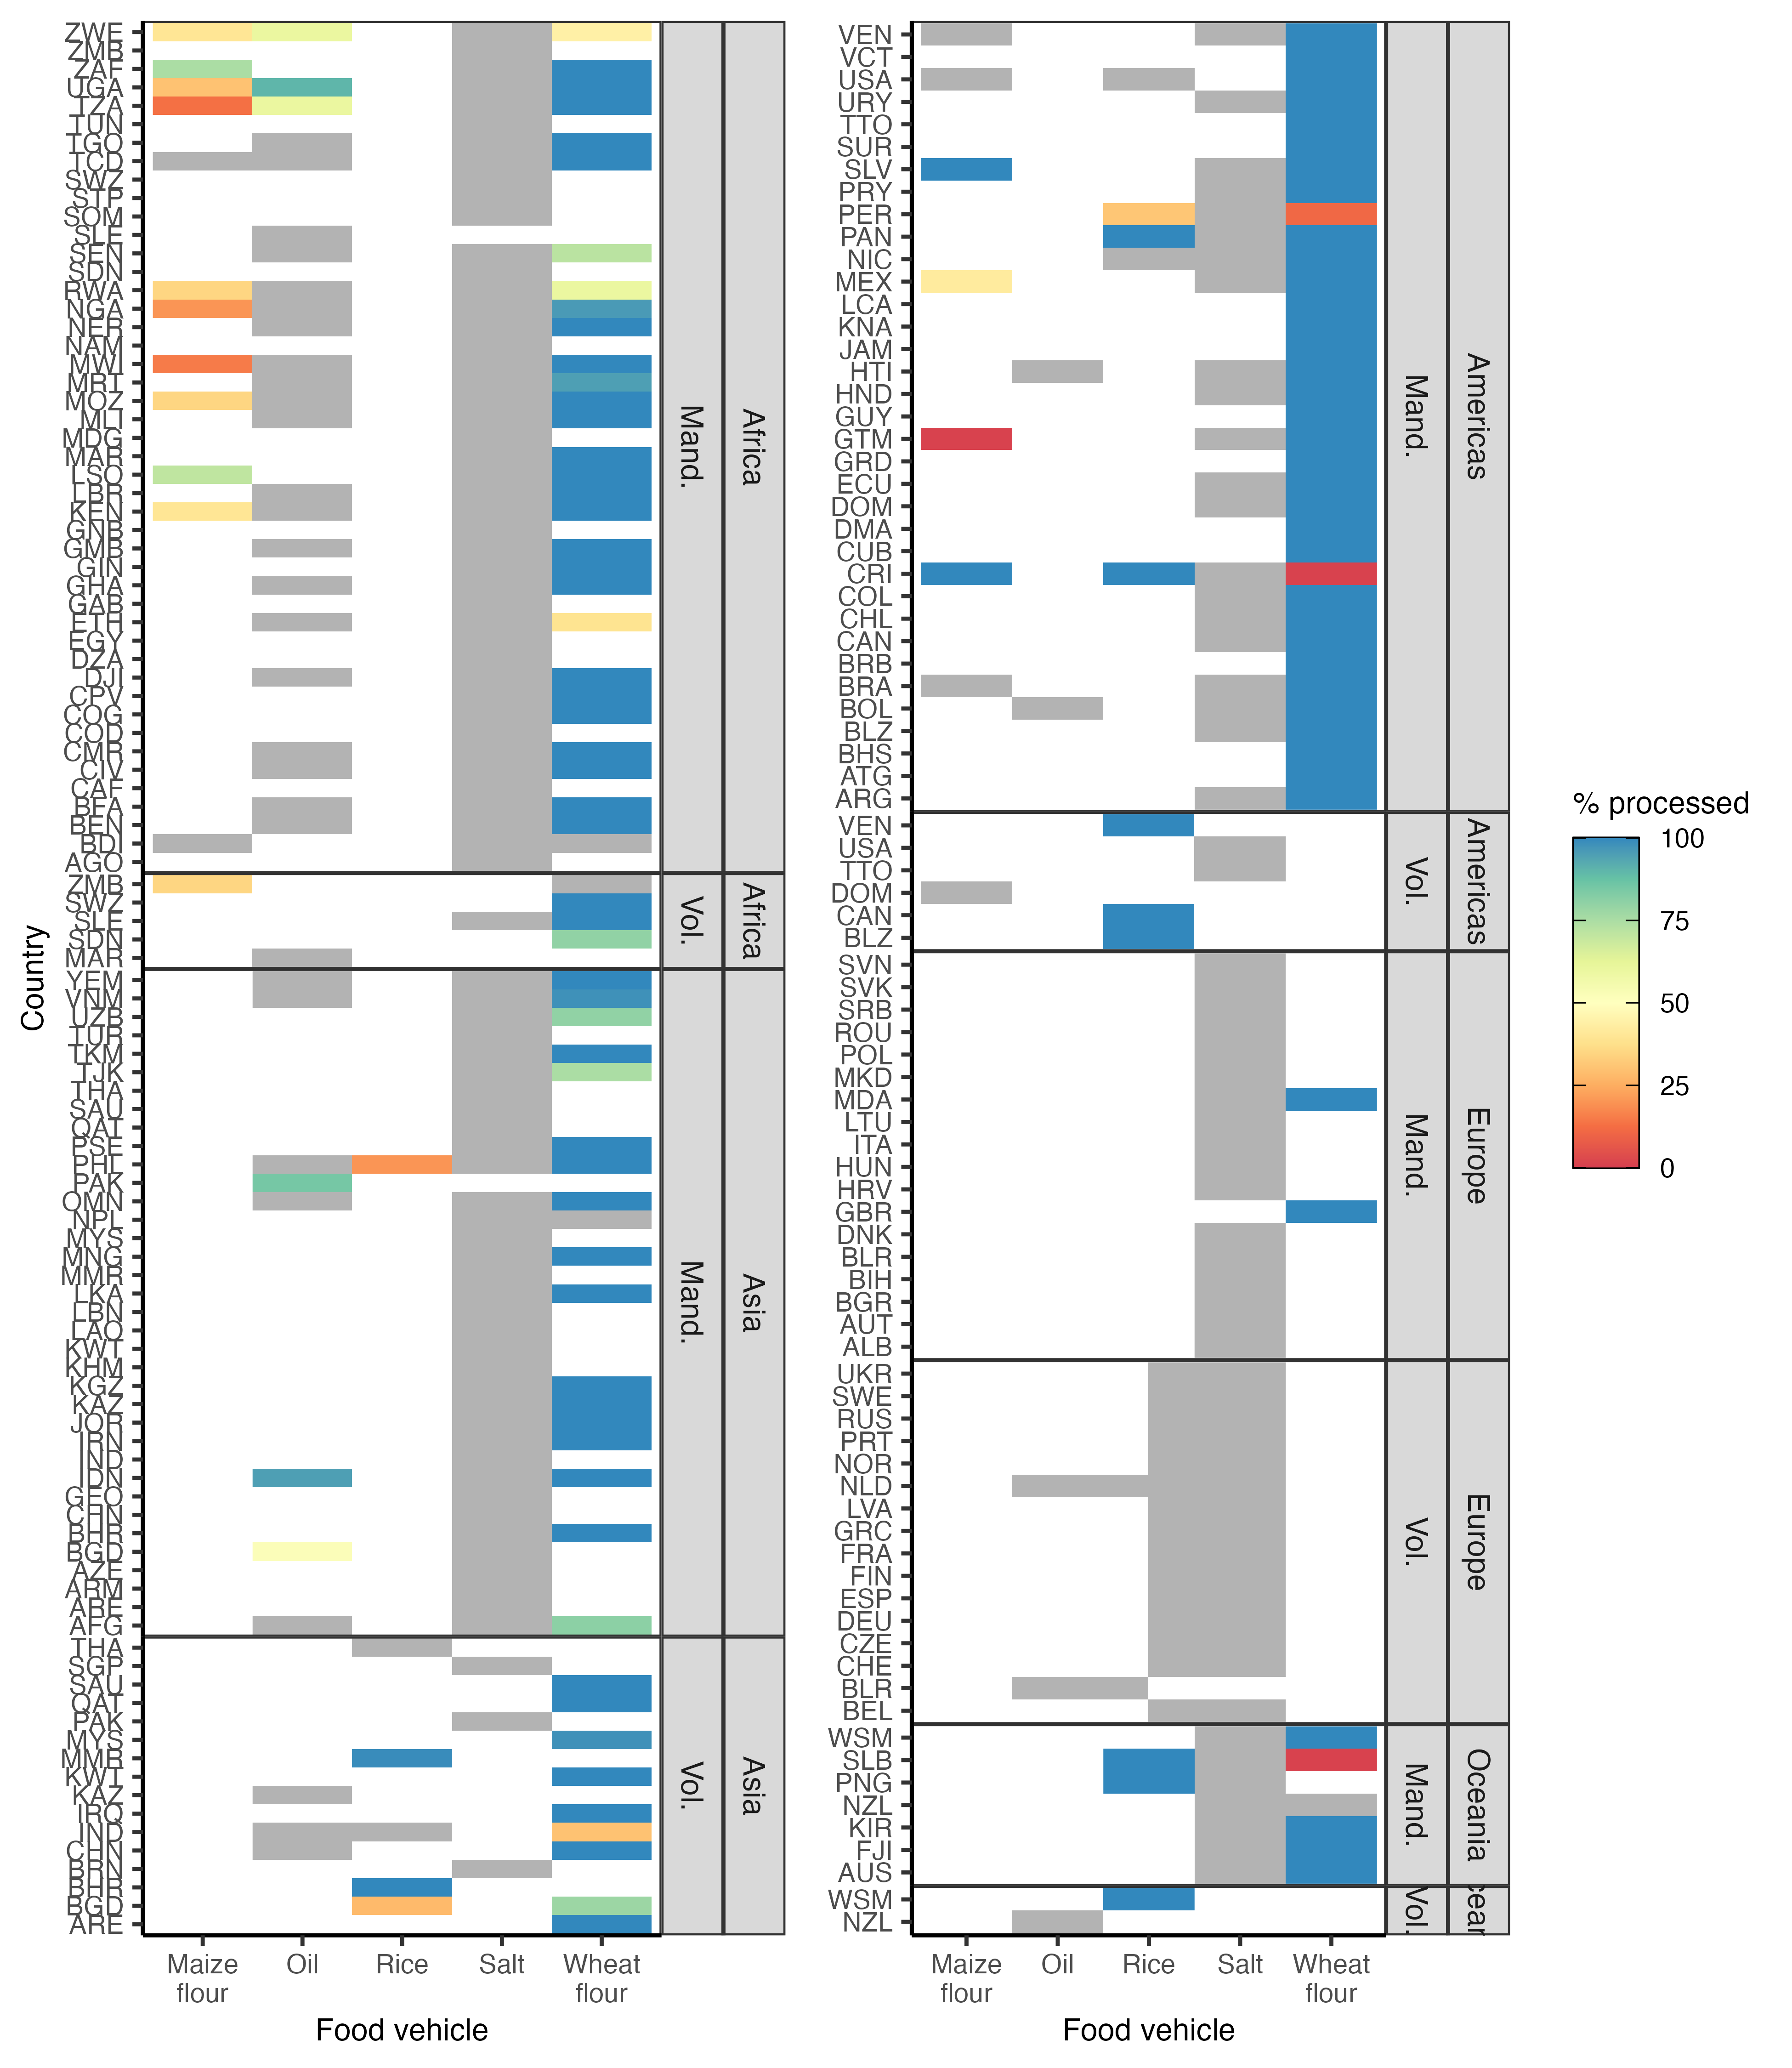 Country
ZWE
ZMB
ZAF
UGA
TZA
TUN
TGO
TCD
SWZ
STP
SOM
SLE
SEN
SDN
RWA
NGA
NER
NAM
MWI
MRT
MOZ
MLI
MDG
MAR
LSO
LBR
KEN
GNB
GMB
GIN
GHA
GAB
ETH
EGY
DZA
DJI
CPV
COG
COD
CMR
CIV
CAF
BFA
BEN
BDI
AGO
Mand.
Africa
ZMB
SWZ
SLE
SDN
MAR
Vol.
Africa
YEM
VNM
UZB
TUR
TKM
TJK
THA
SAU
QAT
PSE
PHL
PAK
OMN
NPL
MYS
MNG
MMR
LKA
LBN
LAO
KWT
KHM
KGZ
KAZ
JOR
IRN
IND
IDN
GEO
CHN
BHR
BGD
AZE
ARM
ARE
AFG
Mand.
Asia
THA
SGP
SAU
QAT
PAK
MYS
MMR
KWT
KAZ
IRQ
IND
CHN
BRN
BHR
BGD
ARE
Vol.
Asia
Maize flour
Oil
Rice
Salt
Wheat flour
Food vehicle
VEN
VCT
USA
URY
TTO
SUR
SLV
PRY
PER
PAN
NIC
MEX
LCA
KNA
JAM
HTI
HND
GUY
GTM
GRD
ECU
DOM
DMA
CUB
CRI
COL
CHL
CAN
BRB
BRA
BOL
BLZ
BHS
ATG
ARG
Mand.
Americas
VEN
USA
TTO
DOM
CAN
BLZ
Vol.
Americas
SVN
SVK
SRB
ROU
POL
MKD
MDA
LTU
ITA
HUN
HRV
GBR
DNK
BLR
BIH
BGR
AUT
ALB
Mand.
Europe
UKR
SWE
RUS
PRT
NOR
NLD
LVA
GRC
FRA
FIN
ESP
DEU
CZE
CHE
BLR
BEL
Vol.
Europe
WSM
SLB
PNG
NZL
KIR
FJI
AUS
Mand.
Oceania
WSM
NZL
Vol.
Maize flour
Oil
Rice
Salt
Wheat flour
Food vehicle
% processed
100
75
50
25
0